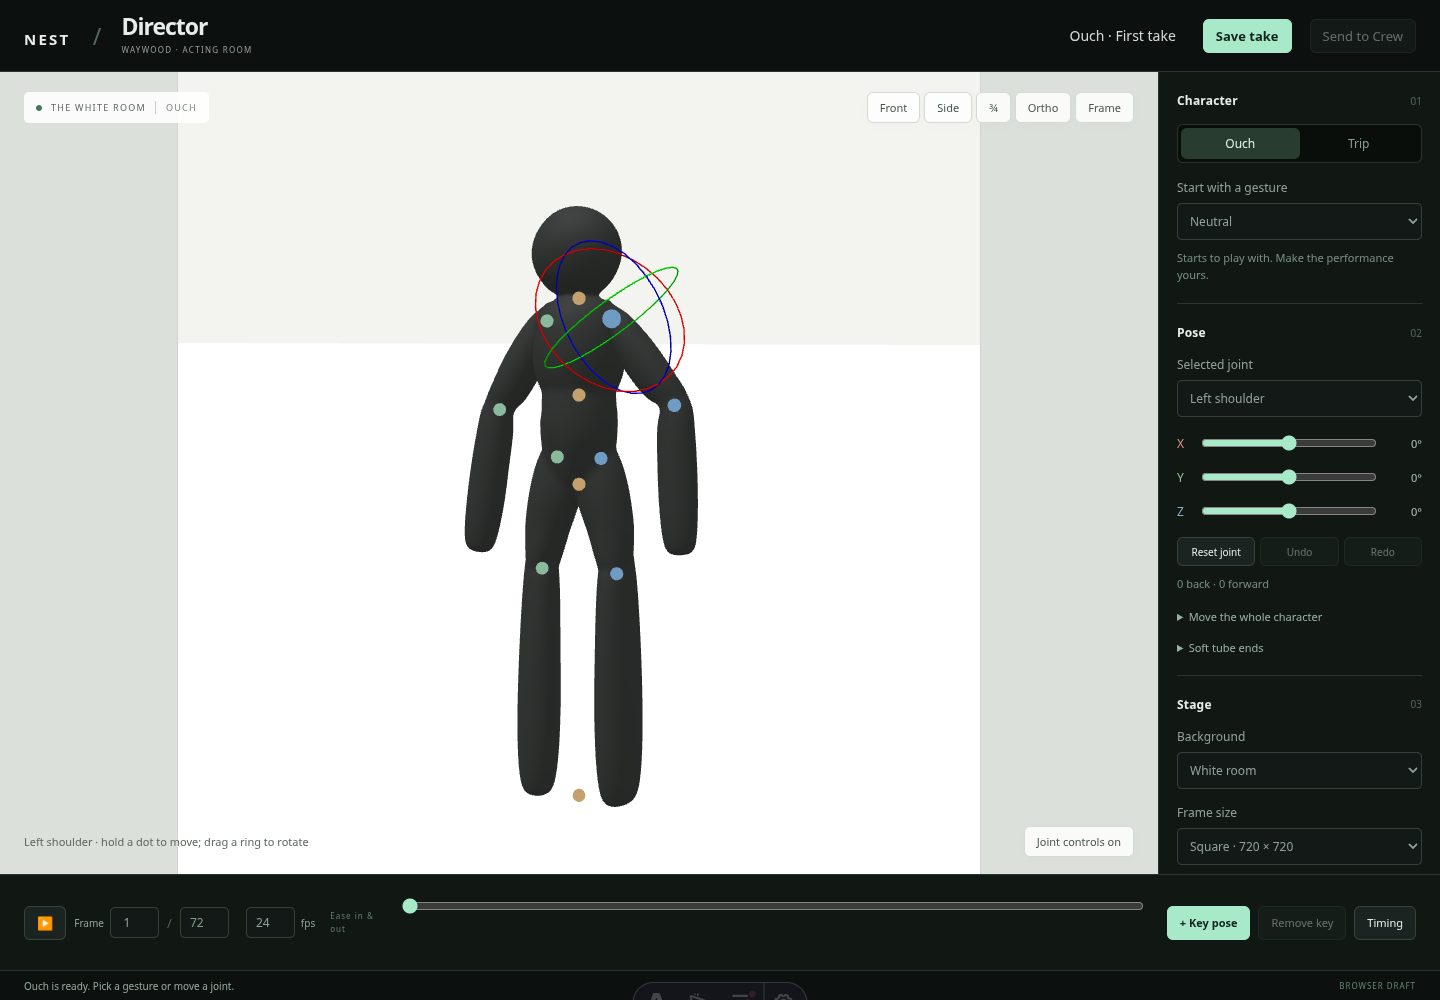 NEST / Director
WAYWOOD · ACTING ROOM
Ouch · First take
Save take
Send to Crew
THE WHITE ROOM | OUCH
Front
Side
¾
Ortho
Frame
Left shoulder · hold a dot to move; drag a ring to rotate
Joint controls on
Character 01
Ouch
Trip
Start with a gesture
Neutral
Starts to play with. Make the performance
yours.
Pose 02
Selected joint
Left shoulder
X 0°
Y 0°
Z 0°
Reset joint
Undo
Redo
0 back · 0 forward
Move the whole character
Soft tube ends
Stage 03
Background
White room
Frame size
Square · 720 × 720
Frame 1 / 72 24 fps
Ease in &
out
+ Key pose
Remove key
Timing
Ouch is ready. Pick a gesture or move a joint.
BROWSER DRAFT